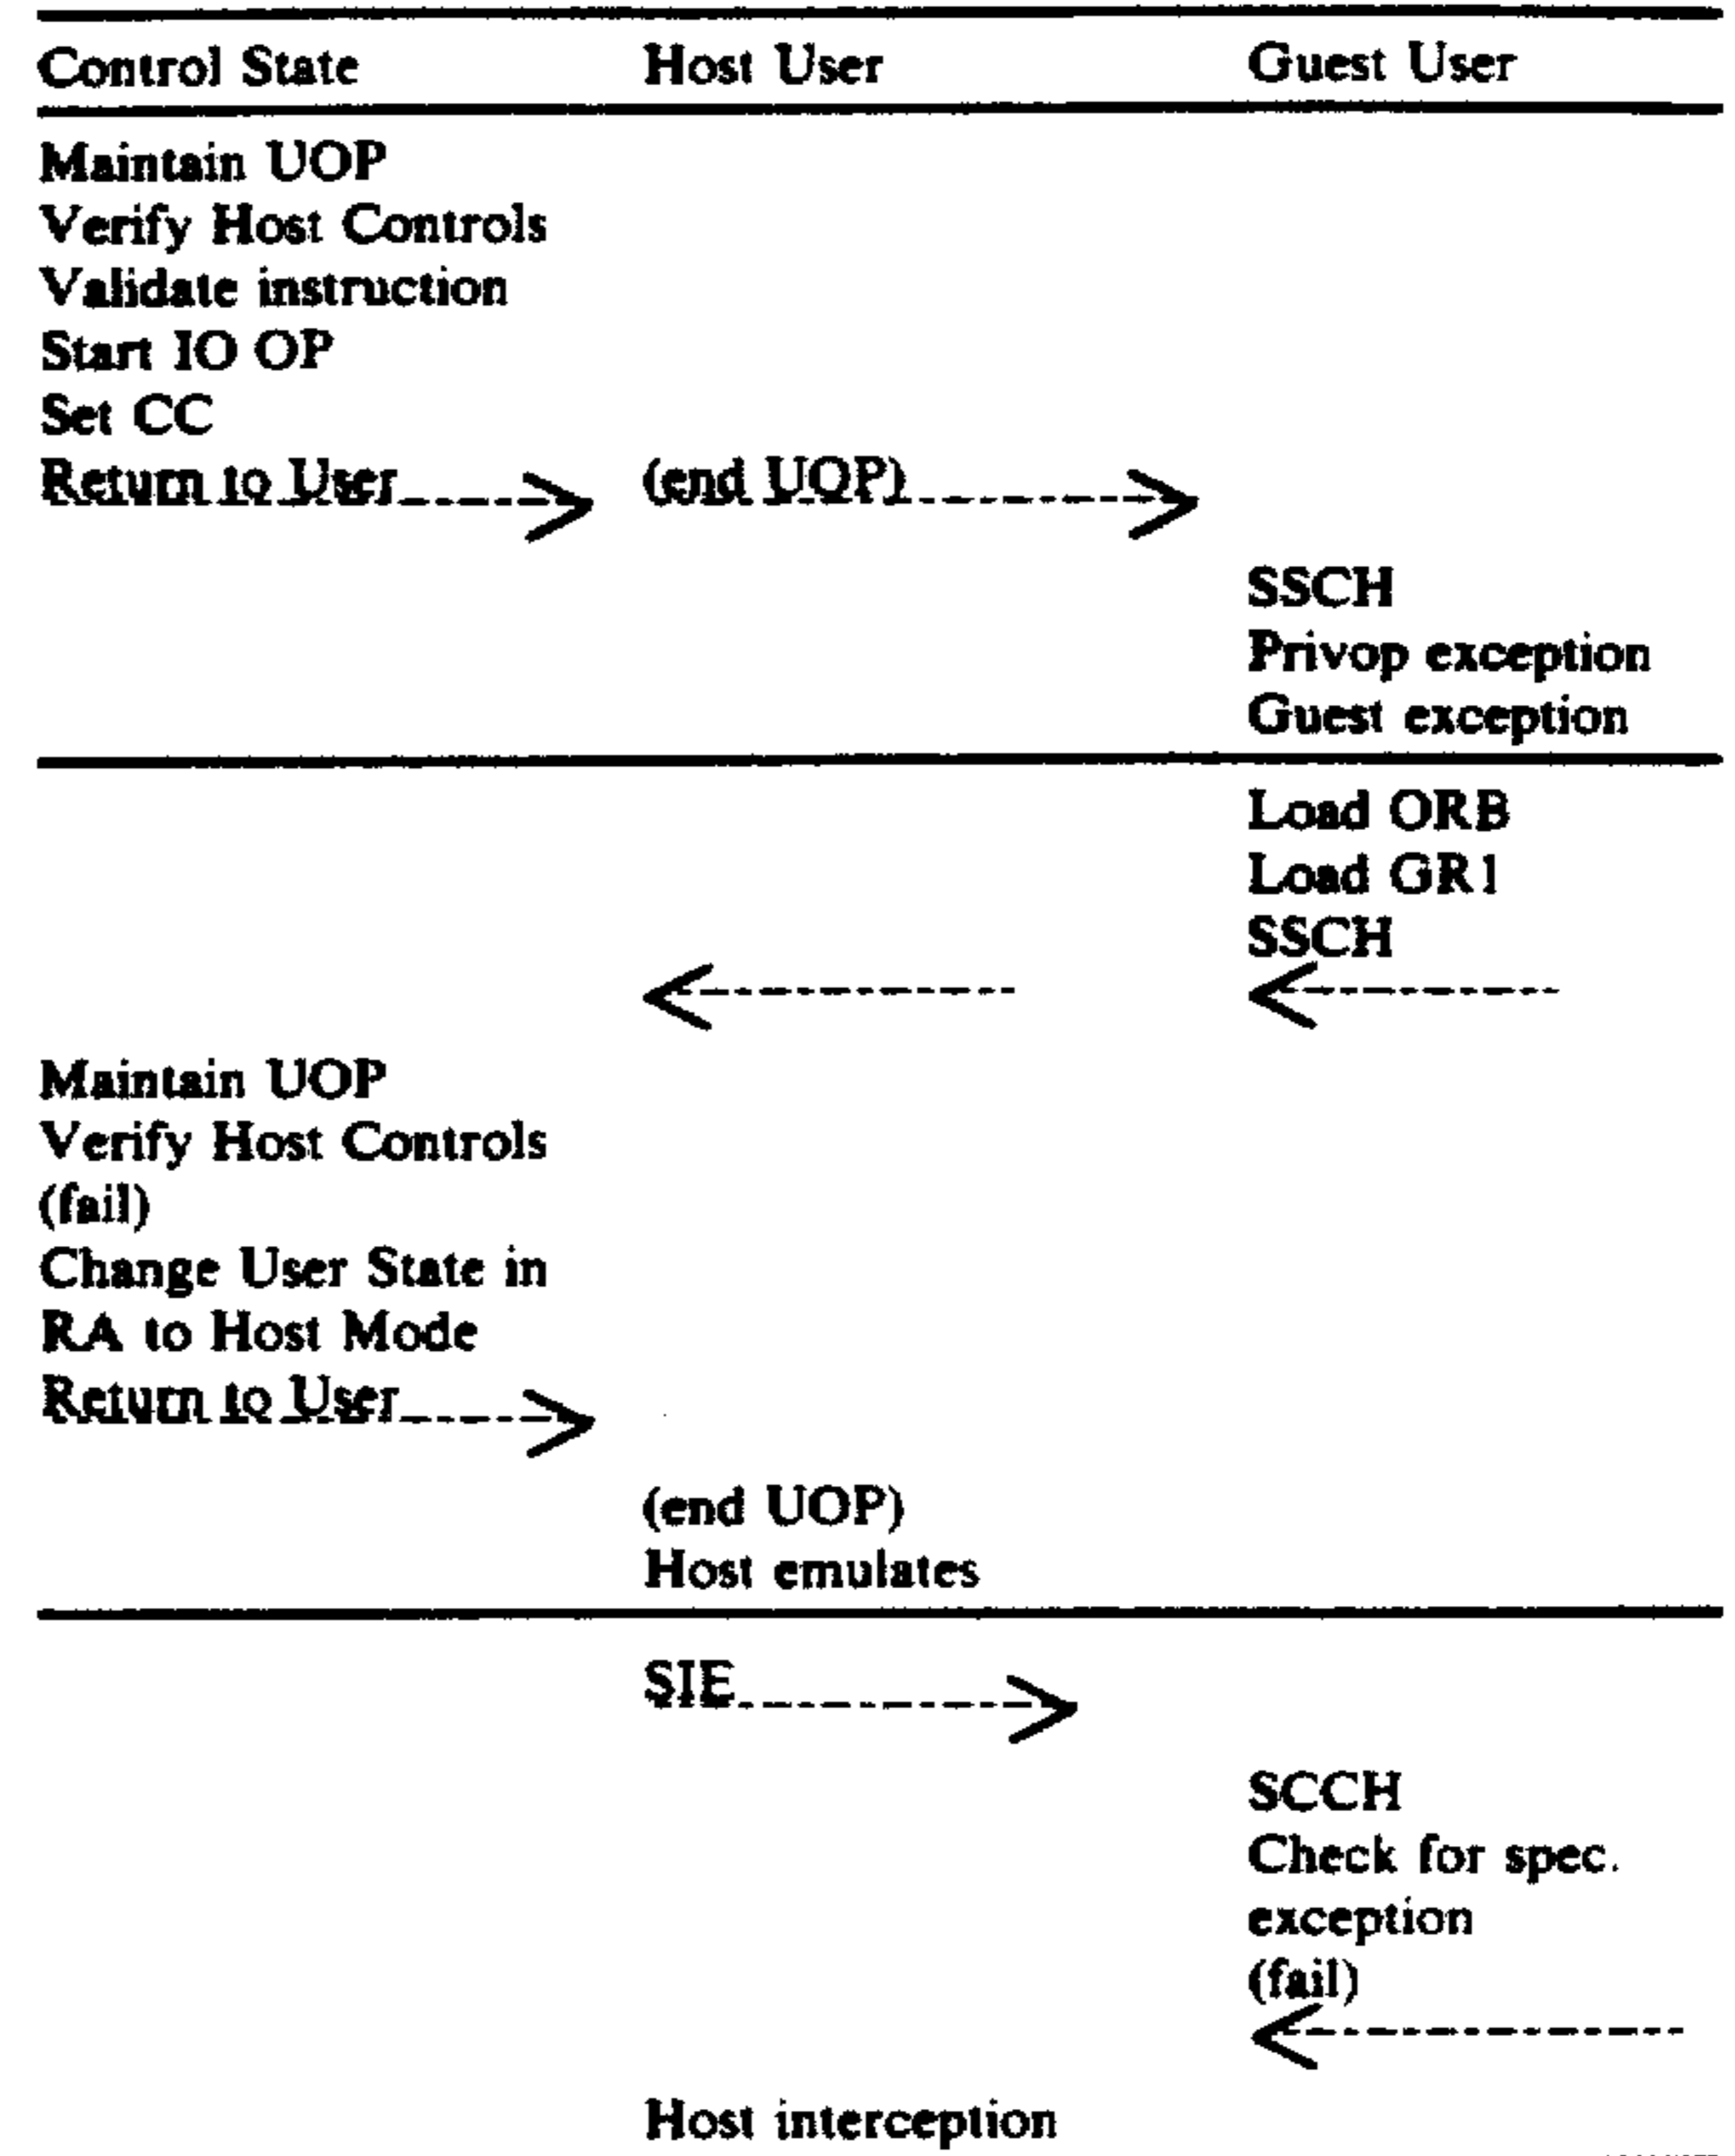 Control State Host User Guest User
Maintain UOP
Verify Host Controls
Validate instruction
Start IO OP
Set CC
Return to User (end UOP)
SSCH
Privop exception
Guest exception
Load ORB
Load GR1
SSCH
Maintain UOP
Verify Host Controls
(fail)
Change User State in
RA to Host Mode
Return to User
(end UOP)
Host emulates
SIE
SCCH
Check for spec.
exception
(fail)
Host interception